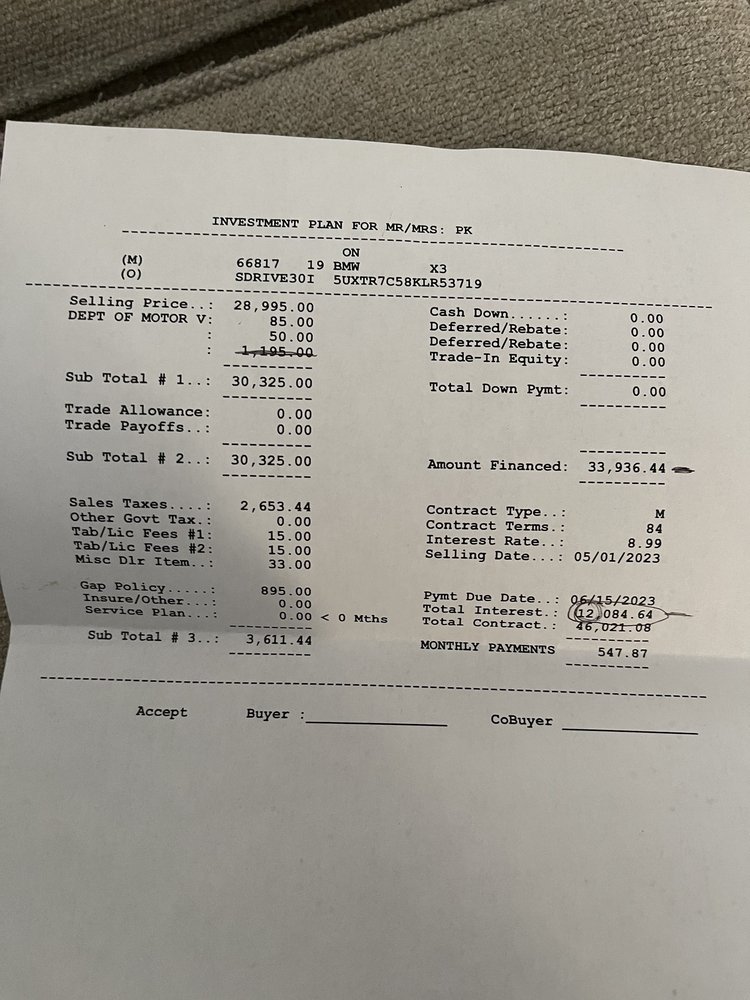 INVESTMENT PLAN FOR MR/MRS: PK
ON
(M) 66817 19 BMW X3
(O) SDRIVE30I 5UXTR7C58KLR53719
Selling Price..: 28,995.00 Cash Down......: 0.00
DEPT OF MOTOR V: 85.00 Deferred/Rebate: 0.00
: 50.00 Deferred/Rebate: 0.00
: 1,195.00 Trade-In Equity: 0.00
Sub Total # 1..: 30,325.00 Total Down Pymt: 0.00
Trade Allowance: 0.00
Trade Payoffs..: 0.00
Sub Total # 2..: 30,325.00 Amount Financed: 33,936.44
Sales Taxes....: 2,653.44 Contract Type..: M
Other Govt Tax.: 0.00 Contract Terms.: 84
Tab/Lic Fees #1: 15.00 Interest Rate..: 8.99
Tab/Lic Fees #2: 15.00 Selling Date...: 05/01/2023
Misc Dlr Item..: 33.00
Gap Policy.....: 895.00 Pymt Due Date..: 06/15/2023
Insure/Other...: 0.00 Total Interest.: 12,084.64
Service Plan...: 0.00 < 0 Mths Total Contract.: 46,021.08
Sub Total # 3..: 3,611.44 MONTHLY PAYMENTS 547.87
Accept Buyer : CoBuyer